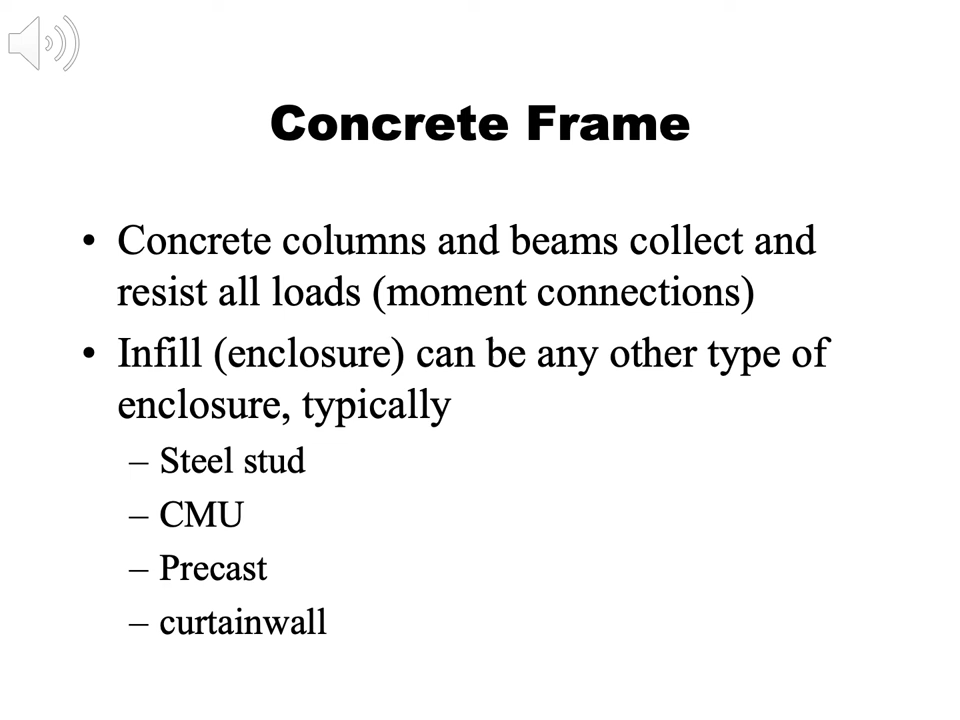 Concrete Frame
• Concrete columns and beams collect and
resist all loads (moment connections)
• Infill (enclosure) can be any other type of
enclosure, typically
– Steel stud
– CMU
– Precast
– curtainwall